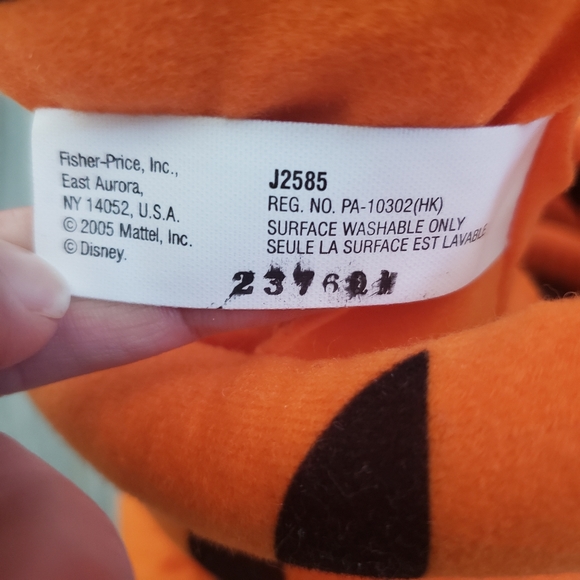 Fisher-Price, Inc.,
East Aurora,
NY 14052, U.S.A.
© 2005 Mattel, Inc.
© Disney.
J2585
REG. NO. PA-10302(HK)
SURFACE WASHABLE ONLY
SEULE LA SURFACE EST LAVABLE